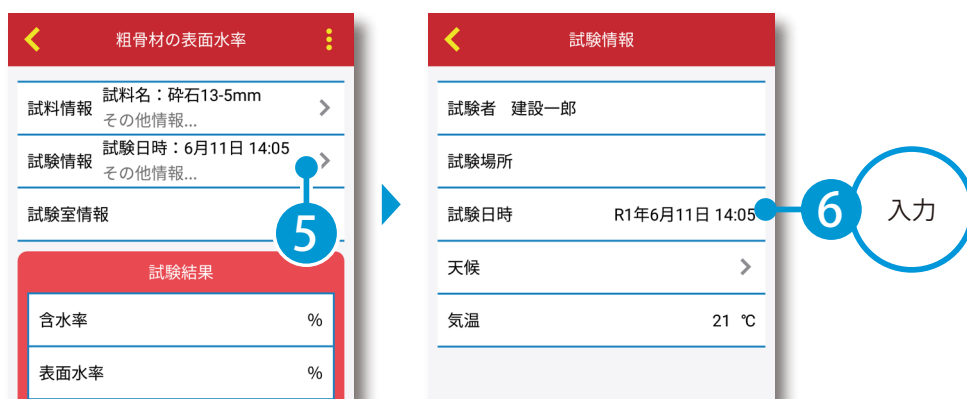 粗骨材の表面水率
試料情報 試料名：砕石13-5mm
その他情報...
試験情報 試験日時：6月11日 14:05
その他情報...
試験室情報
5
試験結果
含水率 %
表面水率 %
試験情報
試験者 建設一郎
試験場所
試験日時 R1年6月11日 14:05
6
入力
天候
気温 21 ℃